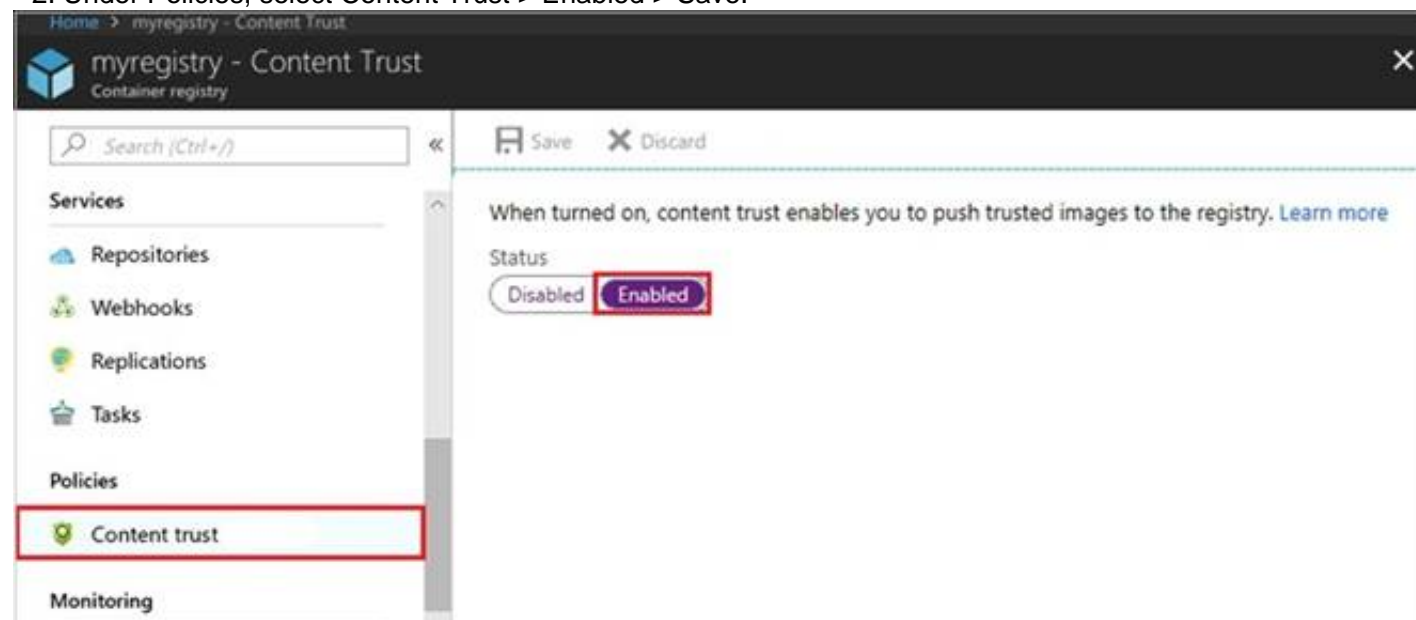 2. Under Policies, select Content Trust > Enabled > Save.
Home > myregistry - Content Trust
myregistry - Content Trust
Container registry
Search (Ctrl+/)
Save Discard
Services
When turned on, content trust enables you to push trusted images to the registry. Learn more
Repositories
Status
Disabled Enabled
Webhooks
Replications
Tasks
Policies
Content trust
Monitoring